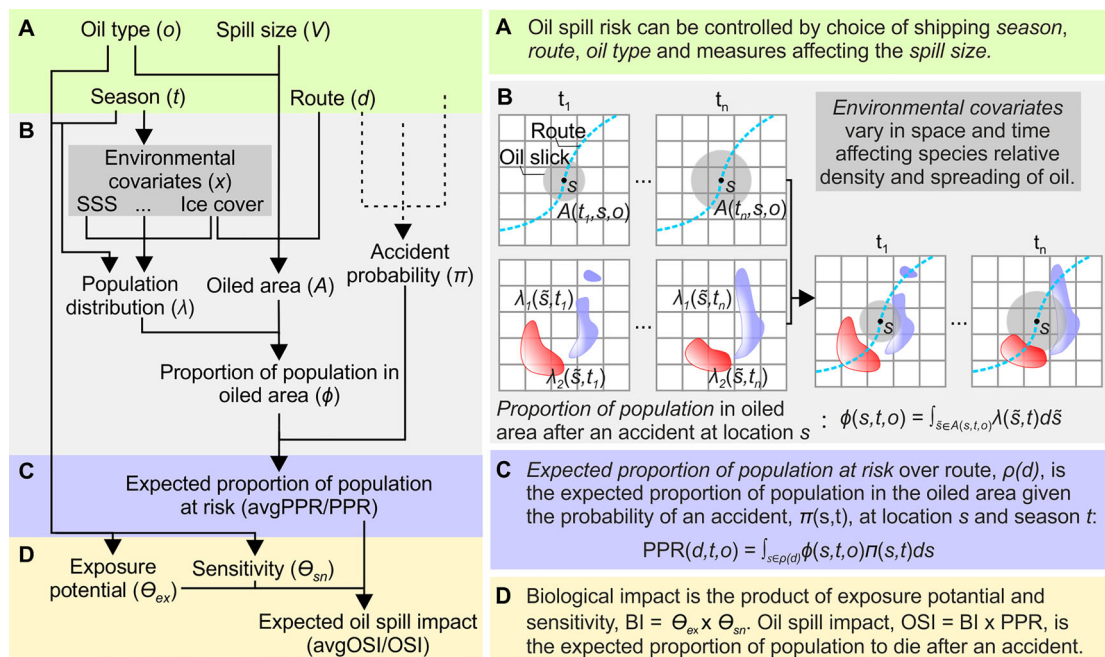 A
Oil type (o)
Spill size (V)
Season (t)
Route (d)
B
Environmental
covariates (x)
SSS ... Ice cover
Accident
probability (π)
Population
distribution (λ)
Oiled area (A)
Proportion of population in
oiled area (ϕ)
C
Expected proportion of population
at risk (avgPPR/PPR)
D
Exposure
potential (ϴex)
Sensitivity (ϴsn)
Expected oil spill impact
(avgOSI/OSI)
A Oil spill risk can be controlled by choice of shipping season,
route, oil type and measures affecting the spill size.
B
t1
tn
Route
Oil slick
s
A(t1,s,o)
...
s
A(tn,s,o)
Environmental covariates
vary in space and time
affecting species relative
density and spreading of oil.
λ1(s̃,t1)
λ2(s̃,t1)
...
λ1(s̃,tn)
λ2(s̃,tn)
t1
tn
s
...
s
Proportion of population in oiled
area after an accident at location s
: ϕ(s,t,o) = ∫s̃∈A(s,t,o)λ(s̃,t)ds̃
C Expected proportion of population at risk over route, ρ(d), is
the expected proportion of population in the oiled area given
the probability of an accident, π(s,t), at location s and season t:
PPR(d,t,o) = ∫s∈ρ(d)ϕ(s,t,o)π(s,t)ds
D Biological impact is the product of exposure potential and
sensitivity, BI = ϴex x ϴsn. Oil spill impact, OSI = BI x PPR, is
the expected proportion of population to die after an accident.